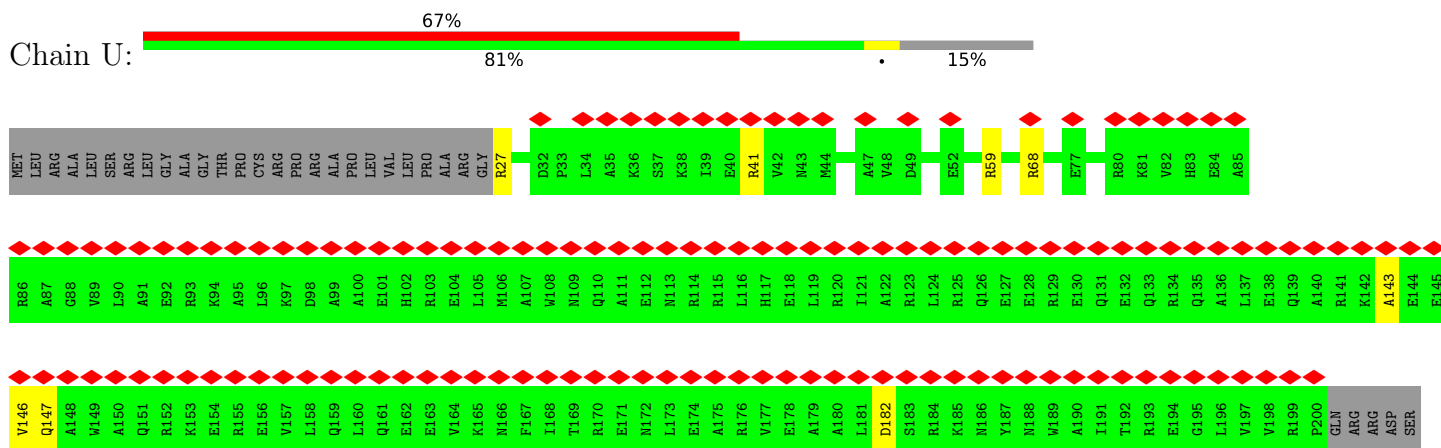 67%
Chain U:
81% • 15%
MET LEU ARG ALA LEU SER ARG LEU GLY ALA GLY THR PRO CYS ARG PRO ARG ALA PRO LEU VAL LEU PRO ALA ARG GLY R27 D32 P33 L34 A35 K36 S37 K38 I39 E40 R41 V42 N43 M44 A47 V48 D49 E52 R59 R68 E77 R80 K81 V82 H83 E84 A85
R86 A87 G88 V89 L90 A91 E92 R93 K94 A95 L96 K97 D98 A99 A100 E101 H102 R103 E104 L105 M106 A107 W108 N109 Q110 A111 E112 N113 R114 R115 L116 H117 E118 L119 R120 I121 A122 R123 L124 R125 Q126 E127 E128 R129 E130 Q131 E132 Q133 R134 Q135 A136 L137 E138 Q139 A140 R141 K142 A143 E144 E145
V146 Q147 A148 W149 A150 Q151 R152 K153 E154 R155 E156 V157 L158 Q159 L160 Q161 E162 E163 V164 K165 N166 F167 I168 T169 R170 E171 N172 L173 E174 A175 R176 V177 E178 A179 A180 L181 D182 S183 R184 K185 N186 Y187 N188 W189 A190 I191 T192 R193 E194 G195 L196 V197 V198 R199 P200 GLN ARG ARG ASP SER